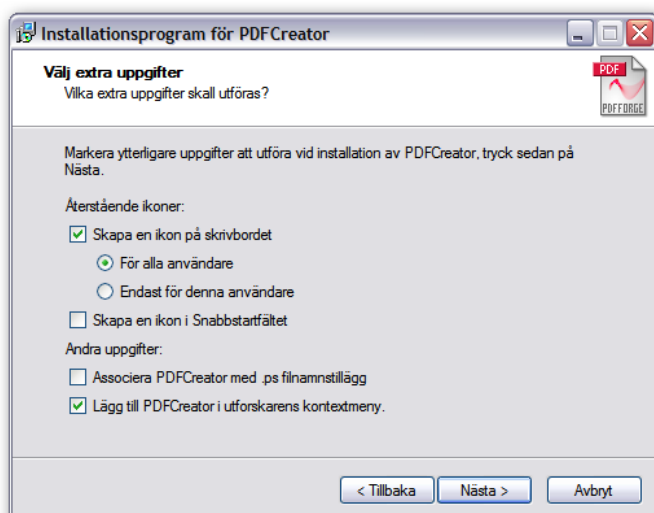 Installationsprogram för PDFCreator
Välj extra uppgifter
Vilka extra uppgifter skall utföras?
PDF
PDFFORGE
Markera ytterligare uppgifter att utföra vid installation av PDFCreator, tryck sedan på
Nästa.
Återstående ikoner:
Skapa en ikon på skrivbordet
För alla användare
Endast för denna användare
Skapa en ikon i Snabbstartfältet
Andra uppgifter:
Associera PDFCreator med .ps filnamnstillägg
Lägg till PDFCreator i utforskarens kontextmeny.
< Tillbaka
Nästa >
Avbryt